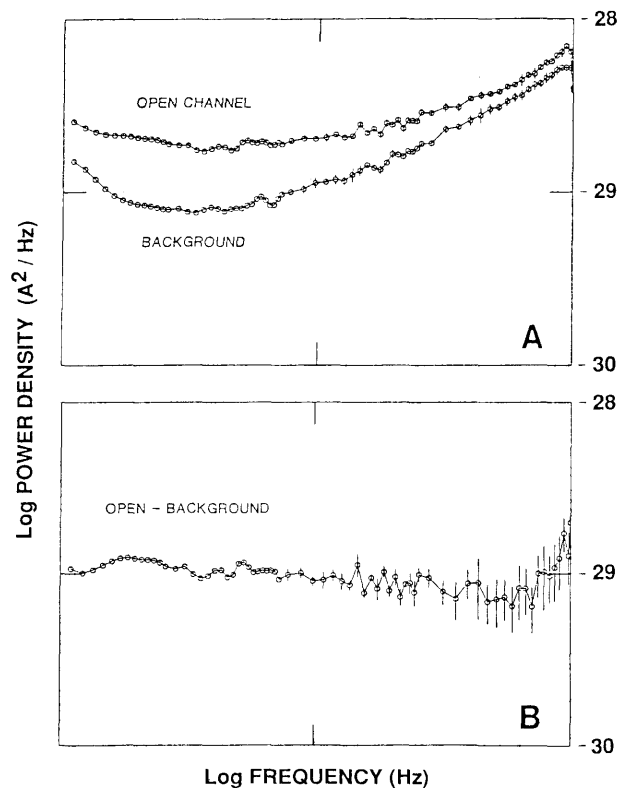 - 28
OPEN CHANNEL
- 29
BACKGROUND
A
- 30
- 28
OPEN – BACKGROUND
- 29
B
- 30
Log POWER DENSITY (A2 / Hz)
Log FREQUENCY (Hz)